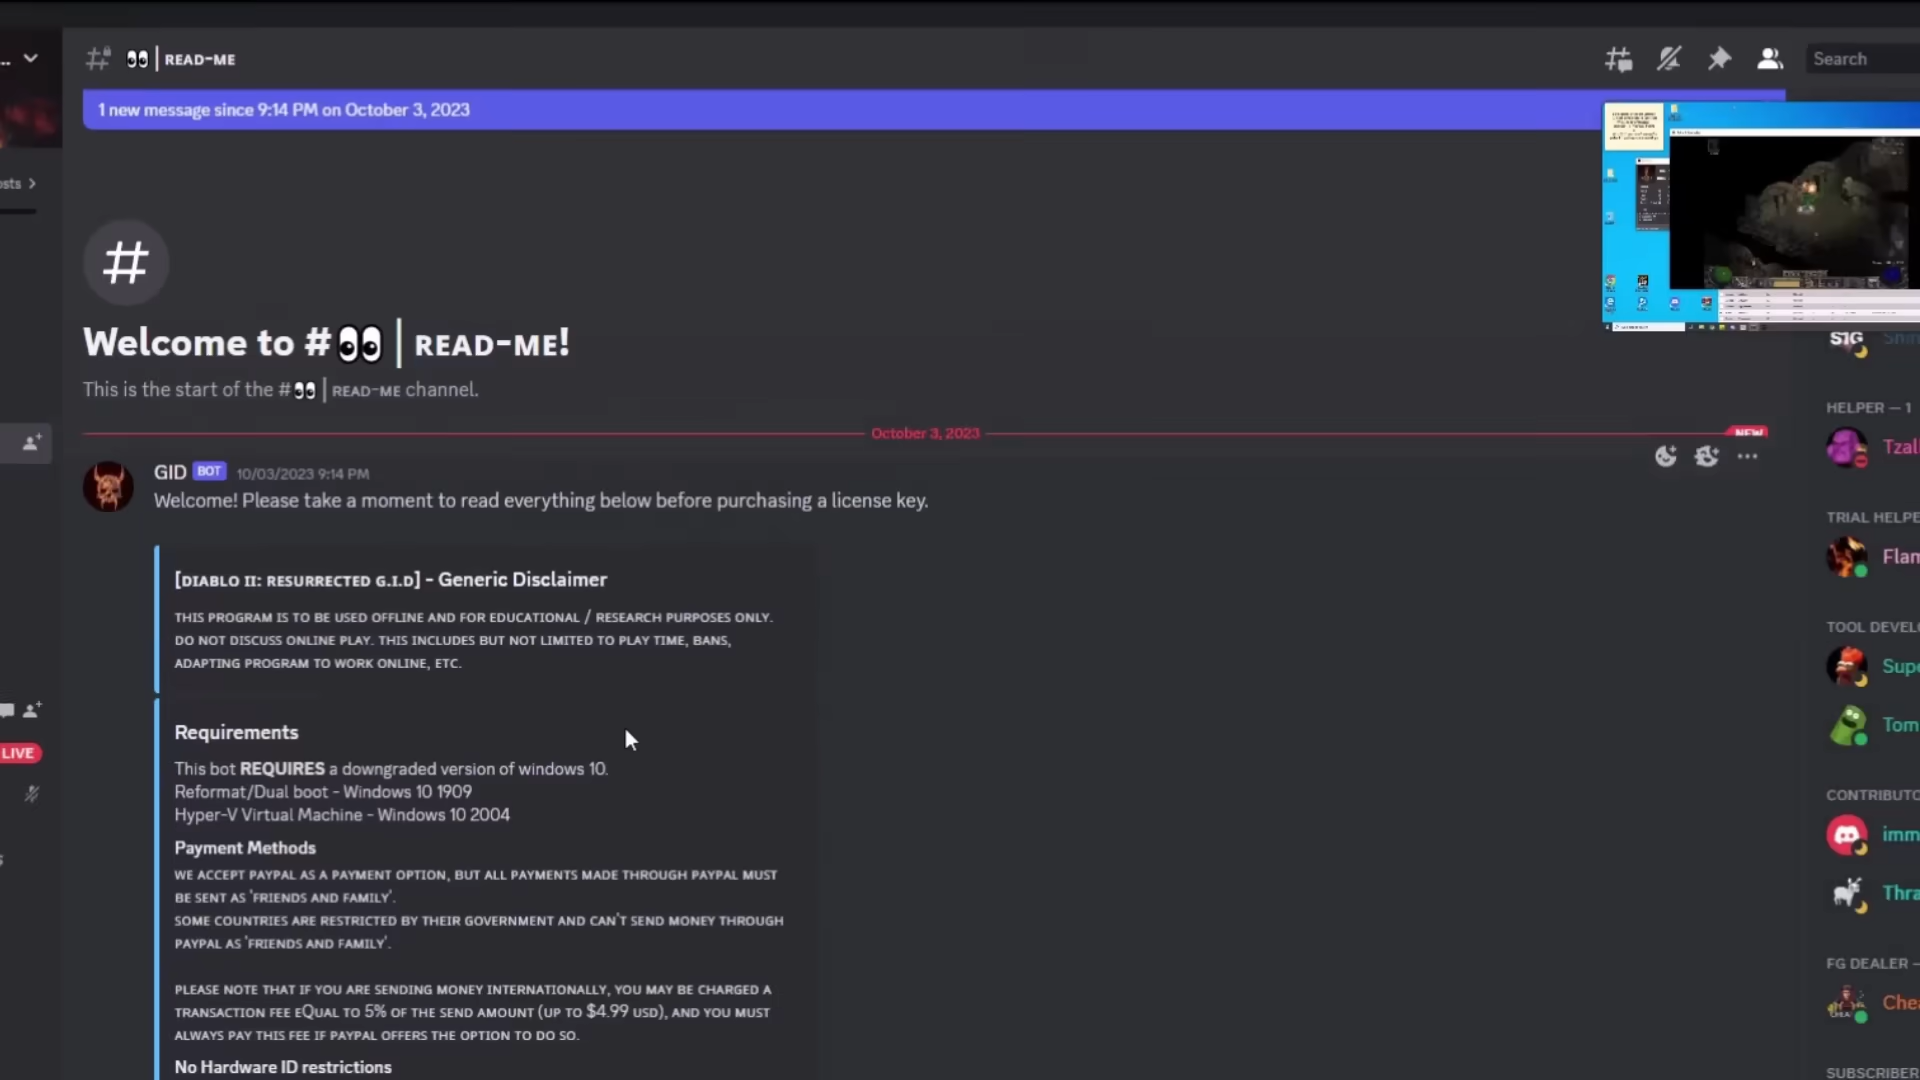 READ-ME
Search
1 new message since 9:14 PM on October 3, 2023
osts
Welcome to # 👀 | READ-ME!
This is the start of the # 👀 | READ-ME channel.
October 3, 2023
NEW
GID BOT 10/03/2023 9:14 PM
Welcome! Please take a moment to read everything below before purchasing a license key.
[DIABLO II: RESURRECTED G.I.D] - Generic Disclaimer
THIS PROGRAM IS TO BE USED OFFLINE AND FOR EDUCATIONAL / RESEARCH PURPOSES ONLY.
DO NOT DISCUSS ONLINE PLAY. THIS INCLUDES BUT NOT LIMITED TO PLAY TIME, BANS,
ADAPTING PROGRAM TO WORK ONLINE, ETC.
Requirements
This bot REQUIRES a downgraded version of windows 10.
Reformat/Dual boot - Windows 10 1909
Hyper-V Virtual Machine - Windows 10 2004
Payment Methods
WE ACCEPT PAYPAL AS A PAYMENT OPTION, BUT ALL PAYMENTS MADE THROUGH PAYPAL MUST
BE SENT AS 'FRIENDS AND FAMILY'.
SOME COUNTRIES ARE RESTRICTED BY THEIR GOVERNMENT AND CAN'T SEND MONEY THROUGH
PAYPAL AS 'FRIENDS AND FAMILY'.
PLEASE NOTE THAT IF YOU ARE SENDING MONEY INTERNATIONALLY, YOU MAY BE CHARGED A
TRANSACTION FEE EQUAL TO 5% OF THE SEND AMOUNT (UP TO $4.99 USD), AND YOU MUST
ALWAYS PAY THIS FEE IF PAYPAL OFFERS THE OPTION TO DO SO.
No Hardware ID restrictions
LIVE
HELPER — 1
Tzal
TRIAL HELPE
Flan
TOOL DEVEL
Supe
Tom
CONTRIBUTO
imm
Thra
FG DEALER —
Che
SUBSCRIBER